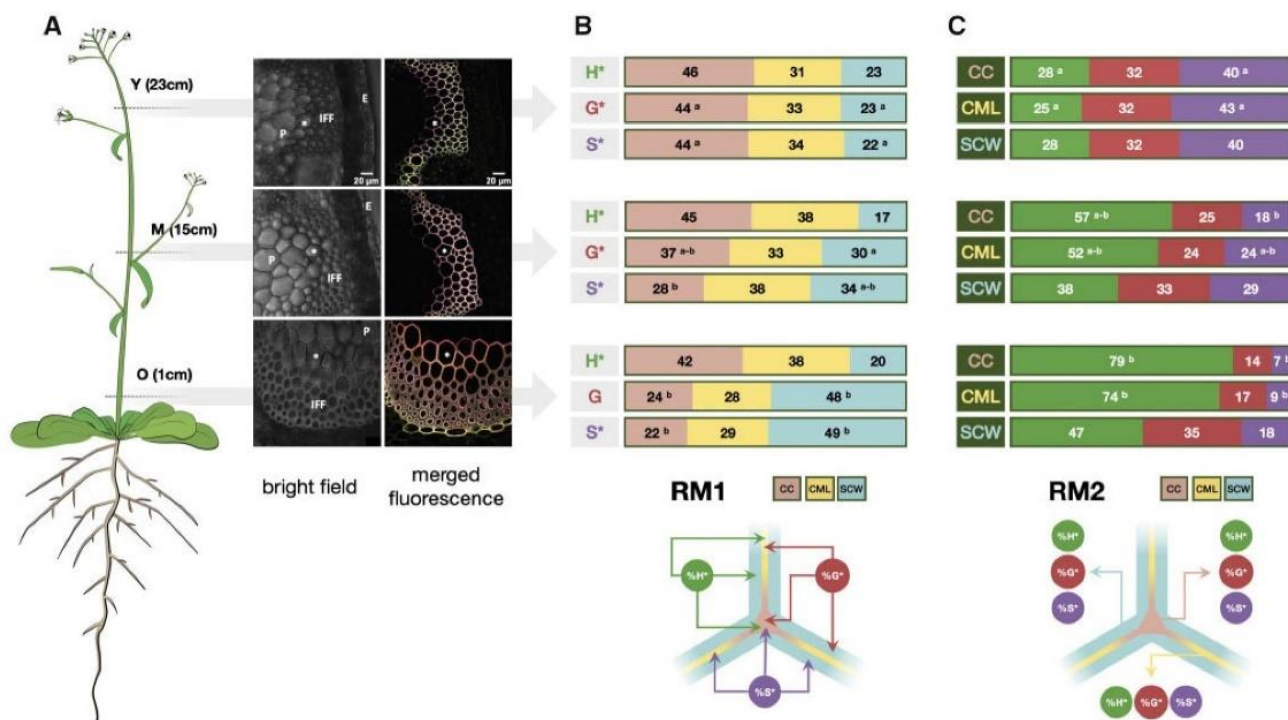 A
B
C
Y (23cm)
M (15cm)
O (1cm)
E
IFF
P
*
20 µm
*
20 µm
E
P
*
IFF
*
P
*
IFF
*
bright field
merged
fluorescence
H* 46 31 23
G* 44 a 33 23 a
S* 44 a 34 22 a
H* 45 38 17
G* 37 a-b 33 30 a
S* 28 b 38 34 a-b
H* 42 38 20
G 24 b 28 48 b
S* 22 b 29 49 b
CC 28 a 32 40 a
CML 25 a 32 43 a
SCW 28 32 40
CC 57 a-b 25 18 b
CML 52 a-b 24 24 a-b
SCW 38 33 29
CC 79 b 14 7 b
CML 74 b 17 9 b
SCW 47 35 18
RM1 CC CML SCW
%H* %G*
%S*
RM2 CC CML SCW
%H* %H*
%G* %G*
%S* %S*
%H* %G* %S*